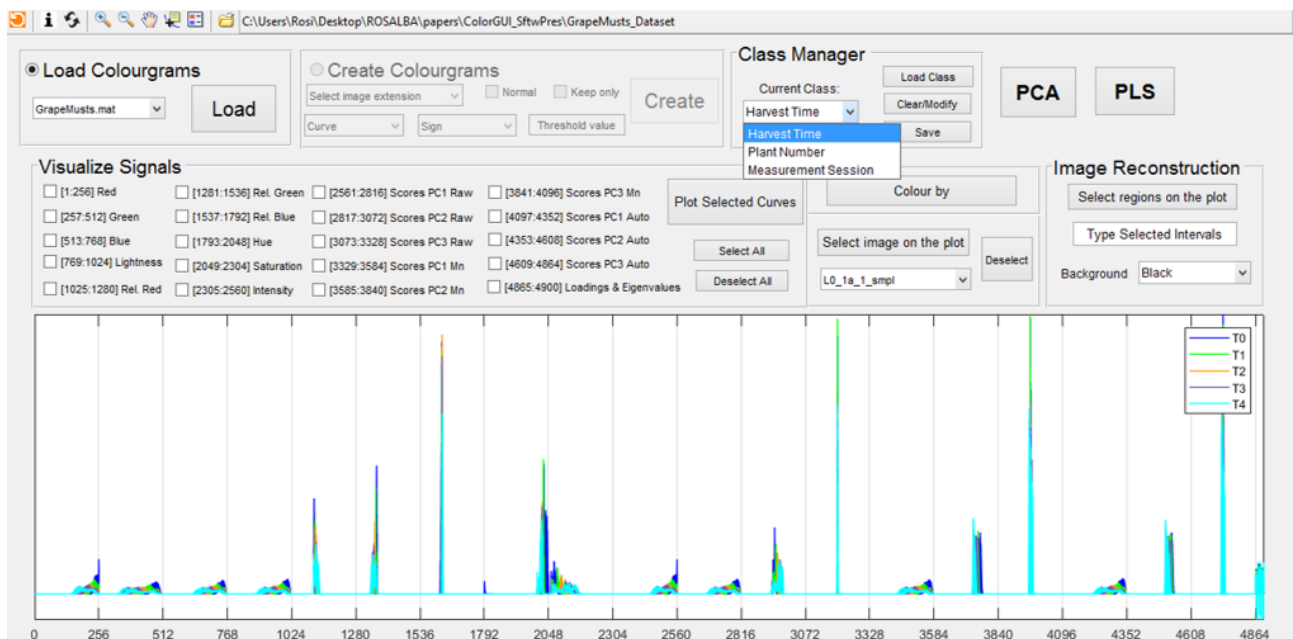 C:\Users\Rosi\Desktop\ROSALBA\papers\ColorGUI_SftwPres\GrapeMusts_Dataset
Load Colourgrams
GrapeMusts.mat
Load
Create Colourgrams
Select image extension
Normal
Keep only
Create
Curve
Sign
Threshold value
Class Manager
Current Class:
Harvest Time
Harvest Time
Plant Number
Measurement Session
Load Class
Clear/Modify
Save
PCA
PLS
Visualize Signals
[1:256] Red
[257:512] Green
[513:768] Blue
[769:1024] Lightness
[1025:1280] Rel. Red
[1281:1536] Rel. Green
[1537:1792] Rel. Blue
[1793:2048] Hue
[2049:2304] Saturation
[2305:2560] Intensity
[2561:2816] Scores PC1 Raw
[2817:3072] Scores PC2 Raw
[3073:3328] Scores PC3 Raw
[3329:3584] Scores PC1 Mn
[3585:3840] Scores PC2 Mn
[3841:4096] Scores PC3 Mn
[4097:4352] Scores PC1 Auto
[4353:4608] Scores PC2 Auto
[4609:4864] Scores PC3 Auto
[4865:4900] Loadings & Eigenvalues
Plot Selected Curves
Select All
Deselect All
Colour by
Select image on the plot
L0_1a_1_smpl
Deselect
Image Reconstruction
Select regions on the plot
Type Selected Intervals
Background
Black
T0
T1
T2
T3
T4
0 256 512 768 1024 1280 1536 1792 2048 2304 2560 2816 3072 3328 3584 3840 4096 4352 4608 4864